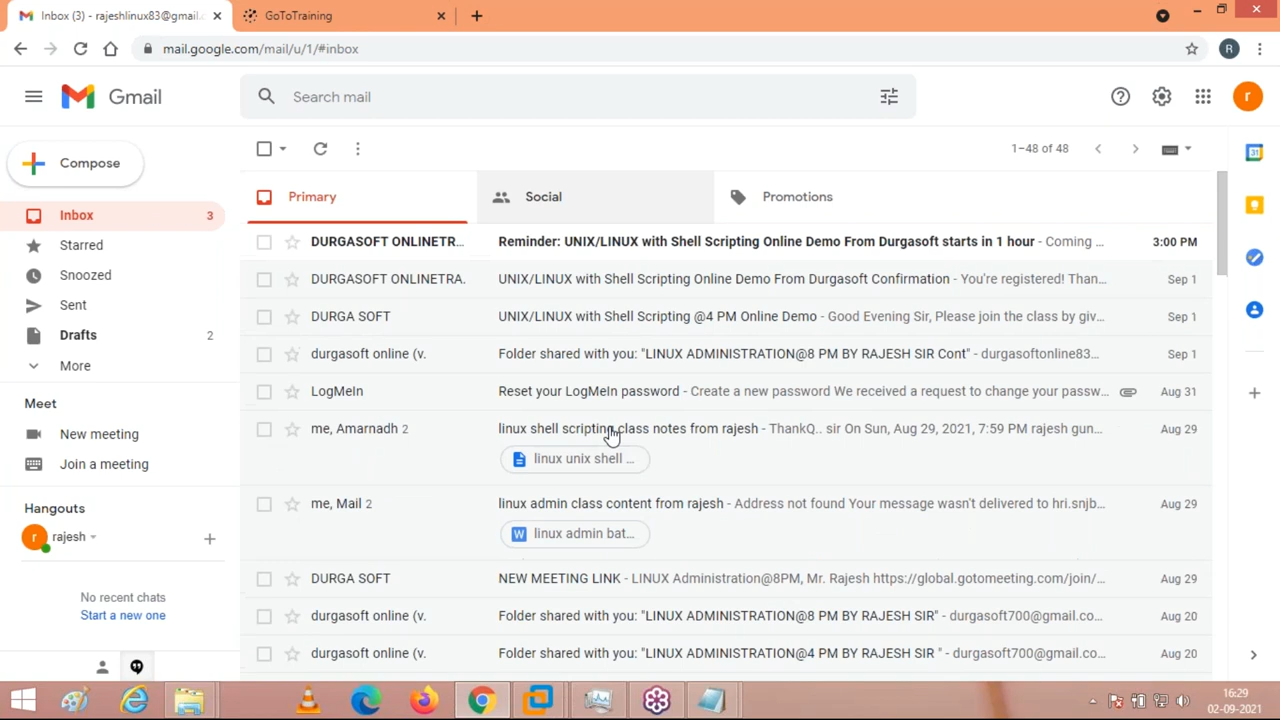 Inbox (3) - rajeshlinux83@gmail.c
GoToTraining
mail.google.com/mail/u/1/#inbox
R
Gmail
Search mail
r
Compose
1–48 of 48
31
Primary
Social
Promotions
Inbox 3
Starred
Snoozed
Sent
Drafts 2
More
DURGASOFT ONLINETR... Reminder: UNIX/LINUX with Shell Scripting Online Demo From Durgasoft starts in 1 hour - Coming ... 3:00 PM
DURGASOFT ONLINETRA. UNIX/LINUX with Shell Scripting Online Demo From Durgasoft Confirmation - You're registered! Than... Sep 1
DURGA SOFT UNIX/LINUX with Shell Scripting @4 PM Online Demo - Good Evening Sir, Please join the class by giv... Sep 1
durgasoft online (v. Folder shared with you: "LINUX ADMINISTRATION@8 PM BY RAJESH SIR Cont" - durgasoftonline83... Sep 1
LogMeIn Reset your LogMeIn password - Create a new password We received a request to change your passw... Aug 31
me, Amarnadh 2 linux shell scripting class notes from rajesh - ThankQ.. sir On Sun, Aug 29, 2021, 7:59 PM rajesh gun... Aug 29
linux unix shell ...
me, Mail 2 linux admin class content from rajesh - Address not found Your message wasn't delivered to hri.snjb... Aug 29
W linux admin bat...
DURGA SOFT NEW MEETING LINK - LINUX Administration@8PM, Mr. Rajesh https://global.gotomeeting.com/join/... Aug 29
durgasoft online (v. Folder shared with you: "LINUX ADMINISTRATION@8 PM BY RAJESH SIR" - durgasoft700@gmail.co... Aug 20
durgasoft online (v. Folder shared with you: "LINUX ADMINISTRATION@4 PM BY RAJESH SIR " - durgasoft700@gmail.co... Aug 20
Meet
New meeting
Join a meeting
Hangouts
r rajesh
No recent chats
Start a new one
16:29
02-09-2021